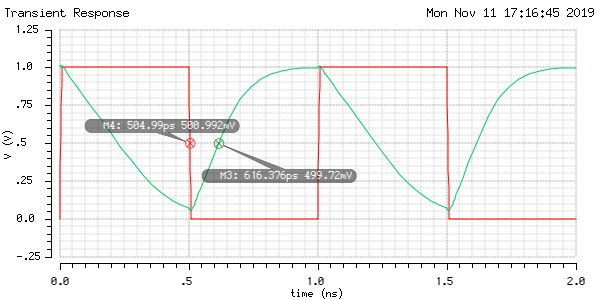 Transient Response
Mon Nov 11 17:16:45 2019
1.25
1.0
.75
.5
.25
0.0
-.25
V (V)
M4: 504.99ps 500.992mV
M3: 616.376ps 499.72mV
0.0
.5
1.0
1.5
2.0
time (ns)